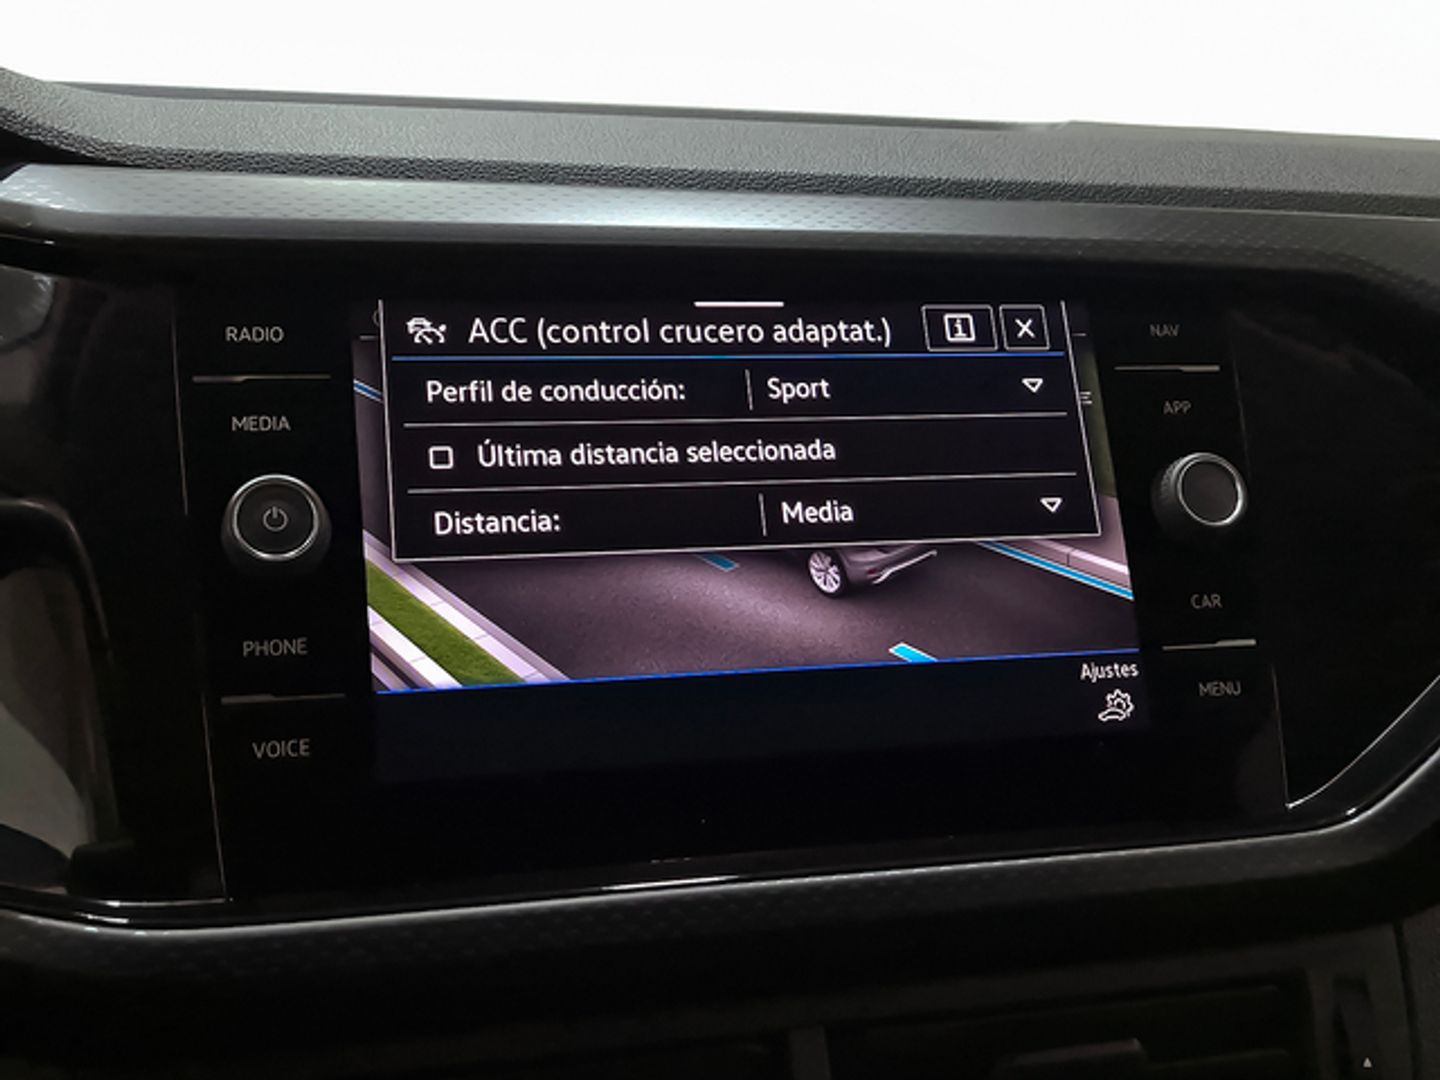 RADIO
MEDIA
PHONE
VOICE
ACC (control crucero adaptat.)
Perfil de conducción: Sport
Última distancia seleccionada
Distancia: Media
Ajustes
NAV
APP
CAR
MENU